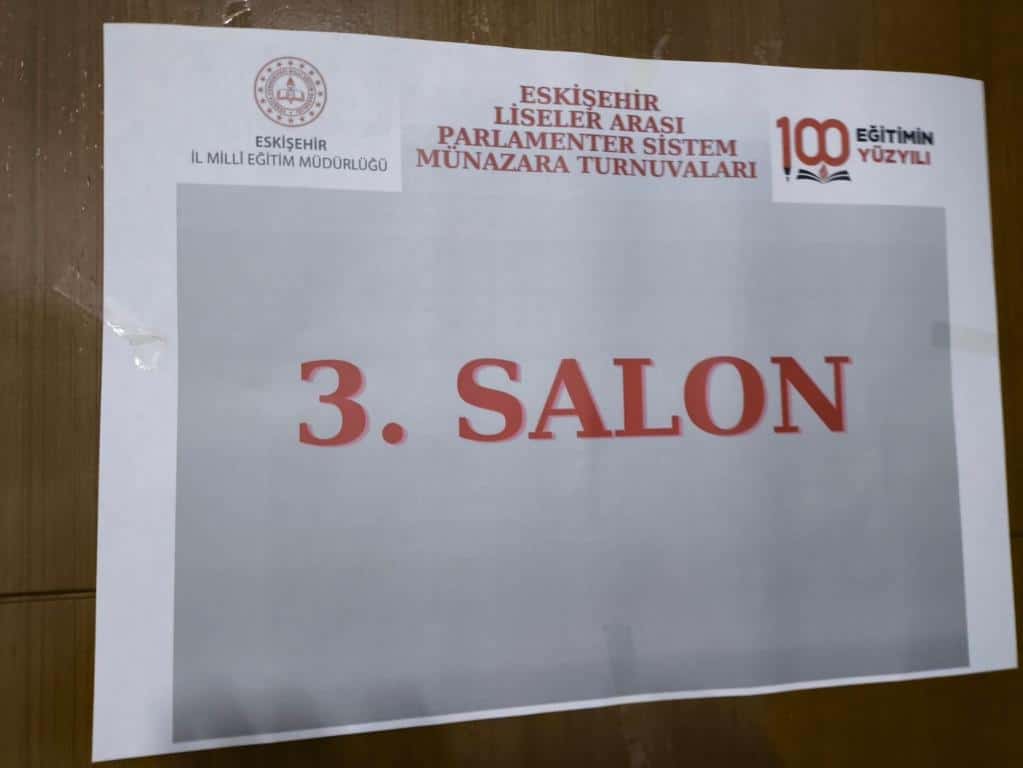 ESKİŞEHİR
LİSELER ARASI
PARLAMENTER SİSTEM
MÜNAZARA TURNUVALARI
ESKİŞEHİR
İL MİLLÎ EĞİTİM MÜDÜRLÜĞÜ
100 EĞİTİMİN
YÜZYILI
3. SALON